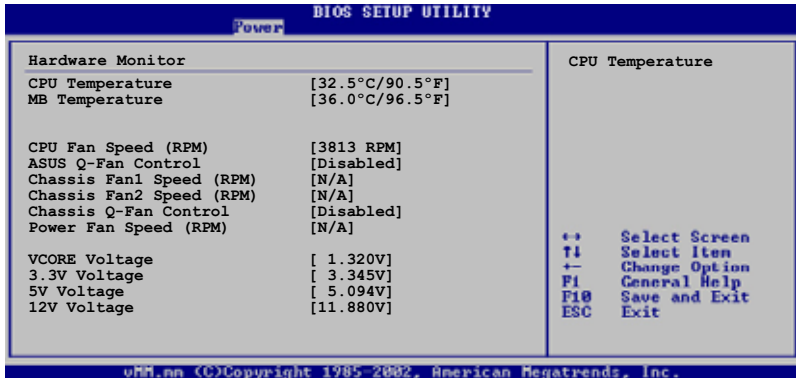 BIOS SETUP UTILITY
Power
Hardware Monitor
CPU Temperature [32.5°C/90.5°F]
MB Temperature [36.0°C/96.5°F]
CPU Fan Speed (RPM) [3813 RPM]
ASUS Q-Fan Control [Disabled]
Chassis Fan1 Speed (RPM) [N/A]
Chassis Fan2 Speed (RPM) [N/A]
Chassis Q-Fan Control [Disabled]
Power Fan Speed (RPM) [N/A]
VCORE Voltage [ 1.320V]
3.3V Voltage [ 3.345V]
5V Voltage [ 5.094V]
12V Voltage [11.880V]
CPU Temperature
↔ Select Screen
↑↓ Select Item
+- Change Option
F1 General Help
F10 Save and Exit
ESC Exit
vMM.mm (C)Copyright 1985-2002, American Megatrends, Inc.